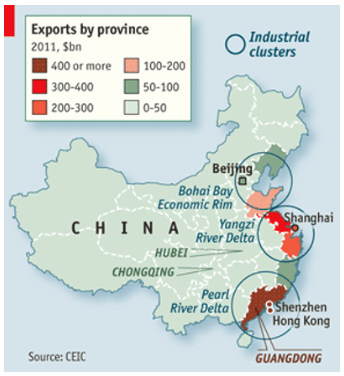 Exports by province
2011, $bn
400 or more
100-200
300-400
50-100
200-300
0-50
Industrial
clusters
Beijing
Bohai Bay
Economic Rim
Yangzi
River Delta
Shanghai
CHINA
HUBEI
CHONGQING
Pearl
River Delta
Shenzhen
Hong Kong
GUANGDONG
Source: CEIC